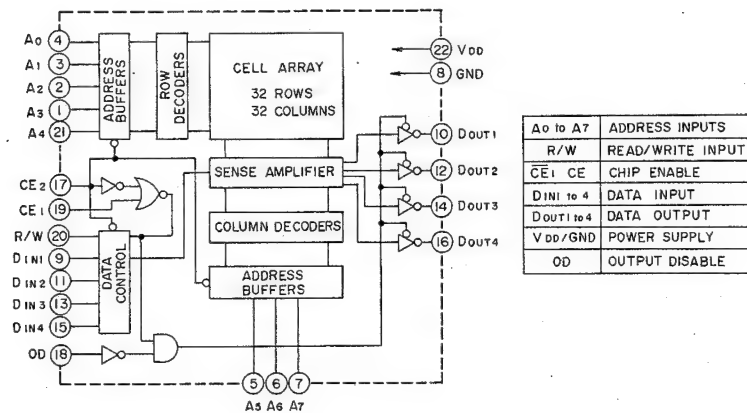 A0 4
A1 3
A2 2
A3 1
A4 21
ADDRESS BUFFERS
ROW DECODERS
CELL ARRAY
32 ROWS
32 COLUMNS
22 VDD
8 GND
10 DOUT1
12 DOUT2
14 DOUT3
16 DOUT4
SENSE AMPLIFIER
COLUMN DECODERS
ADDRESS
BUFFERS
CE2 17
CE1 19
R/W 20
DIN1 9
DIN2 11
DIN3 13
DIN4 15
DATA CONTROL
OD 18
5 6 7
A5 A6 A7
A0 to A7 ADDRESS INPUTS
R/W READ/WRITE INPUT
C̅E̅1 CE CHIP ENABLE
DIN1 to 4 DATA INPUT
DOUT1 to 4 DATA OUTPUT
VDD/GND POWER SUPPLY
OD OUTPUT DISABLE